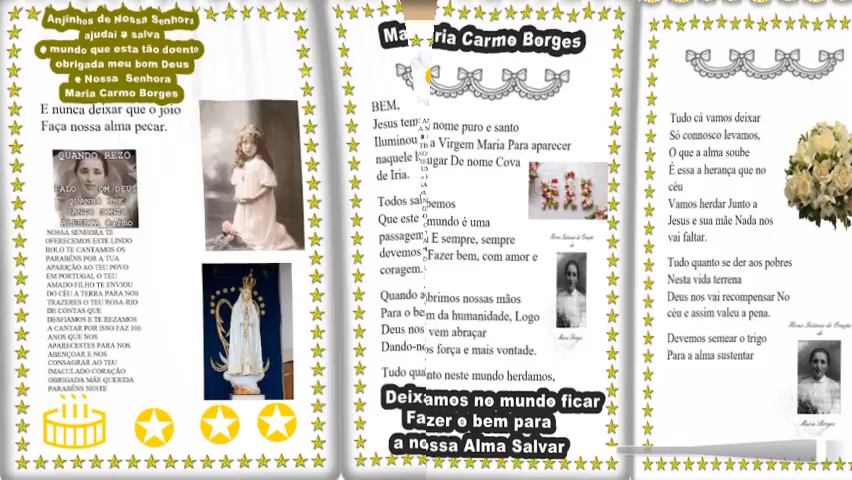 Anjinhos de Nossa Senhora
ajudai a salva
o mundo que esta tão doente
obrigada meu bom Deus
e Nossa Senhora
Maria Carmo Borges
E nunca deixar que o joio
Faça nossa alma pecar.
QUANDO REZO
FALO COM DEUS
QUANDO
CANTO SINTO
ALEGRIA Carmo
NOSSA SENHORA TE
OFERECEMOS ESTE LINDO
BOLO TE CANTAMOS OS
PARABÉNS POR A TUA
APARIÇÃO AO TEU POVO
EM PORTUGAL O TEU
AMADO FILHO TE ENVIOU
DO CÉU A TERRA PARA NOS
TRAZERES O TEU ROSA-RIO
DE CONTAS QUE
DESFIAMOS E TE REZAMOS
A CANTAR POR ISSO FAZ 100
ANOS QUE NOS
APARECESTES PARA NOS
ABENÇOAR E NOS
CONSAGRAR AO TEU
IMACULADO CORAÇÃO
OBRIGADA MÃE QUERIDA
PARABÉNS NESTE
ria Carmo Borges
BEM,
Jesus tem nome puro e santo
Iluminou a Virgem Maria Para aparecer
naquele lugar De nome Cova
de Iria.
Todos sabemos
Que este mundo é uma
passagem E sempre, sempre
devemos Fazer bem, com amor e
coragem.
Quando abrimos nossas mãos
Para o bem da humanidade, Logo
Deus nos vem abraçar
Dando-nos força e mais vontade.
Tudo quanto neste mundo herdamos,
Deixamos no mundo ficar
Fazer o bem para
a nossa Alma Salvar
Tudo cá vamos deixar
Só connosco levamos,
O que a alma soube
É essa a herança que no
céu
Vamos herdar Junto a
Jesus e sua mãe Nada nos
vai faltar.
Tudo quanto se der aos pobres
Nesta vida terrena
Deus nos vai recompensar No
céu e assim valeu a pena.
Devemos semear o trigo
Para a alma sustentar
Maria Borges